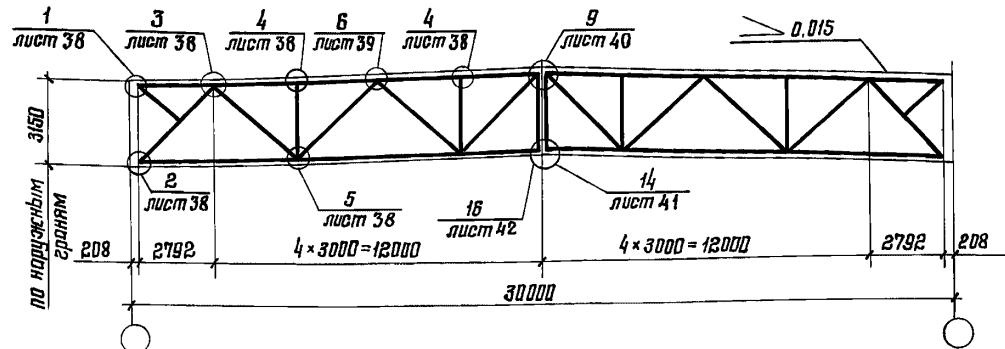 1
лист 38
3
лист 38
4
лист 38
6
лист 39
4
лист 38
9
лист 40
0,015
3150
по наружным
граням
2
лист 38
5
лист 38
16
лист 42
14
лист 41
208
2792
4×3000=12000
4×3000=12000
2792
208
30000